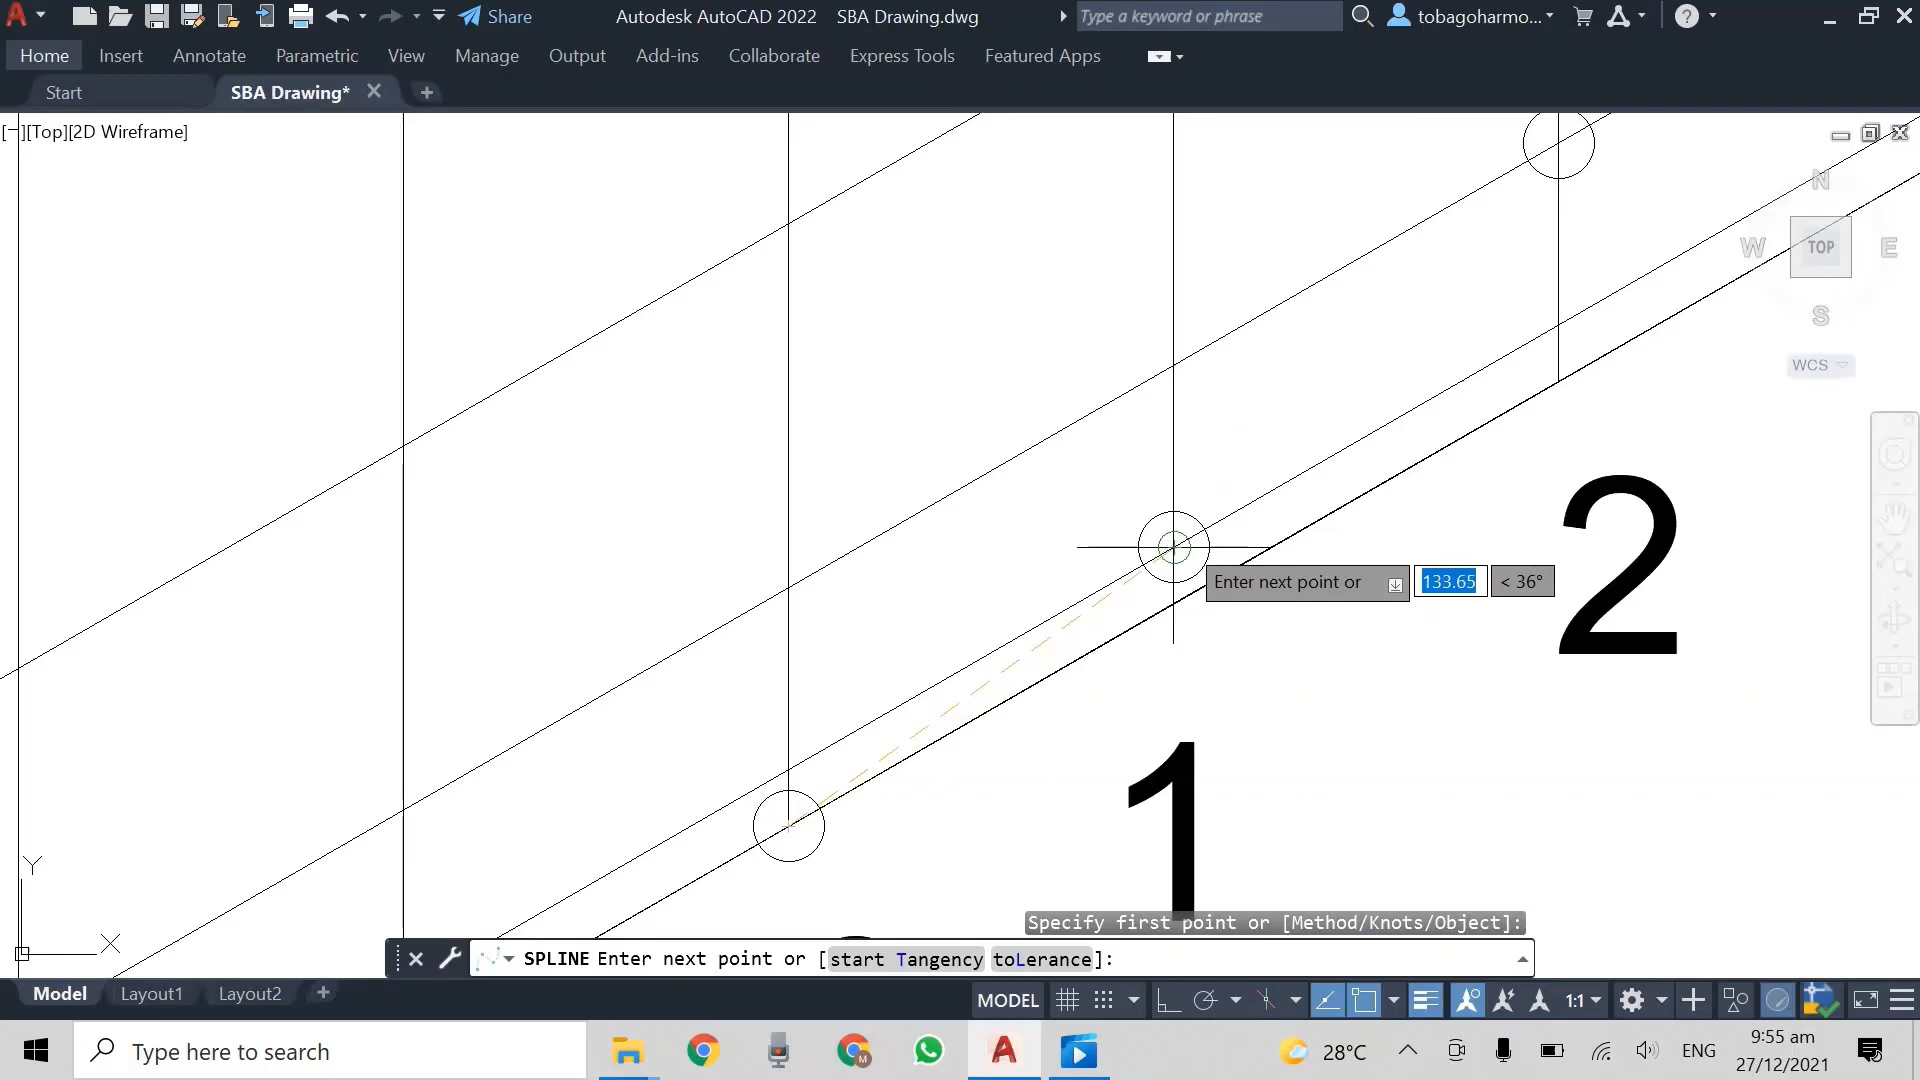 Share
Autodesk AutoCAD 2022 SBA Drawing.dwg
Type a keyword or phrase
tobagoharmo...
Home Insert Annotate Parametric View Manage Output Add-ins Collaborate Express Tools Featured Apps
Start SBA Drawing*
[−][Top][2D Wireframe]
N
W TOP E
S
WCS
2
Enter next point or 133.65 < 36°
1
Y
X
Specify first point or [Method/Knots/Object]:
SPLINE Enter next point or [start Tangency toLerance]:
Model Layout1 Layout2
MODEL 1:1
Type here to search
M
28°C
ENG
9:55 am
27/12/2021